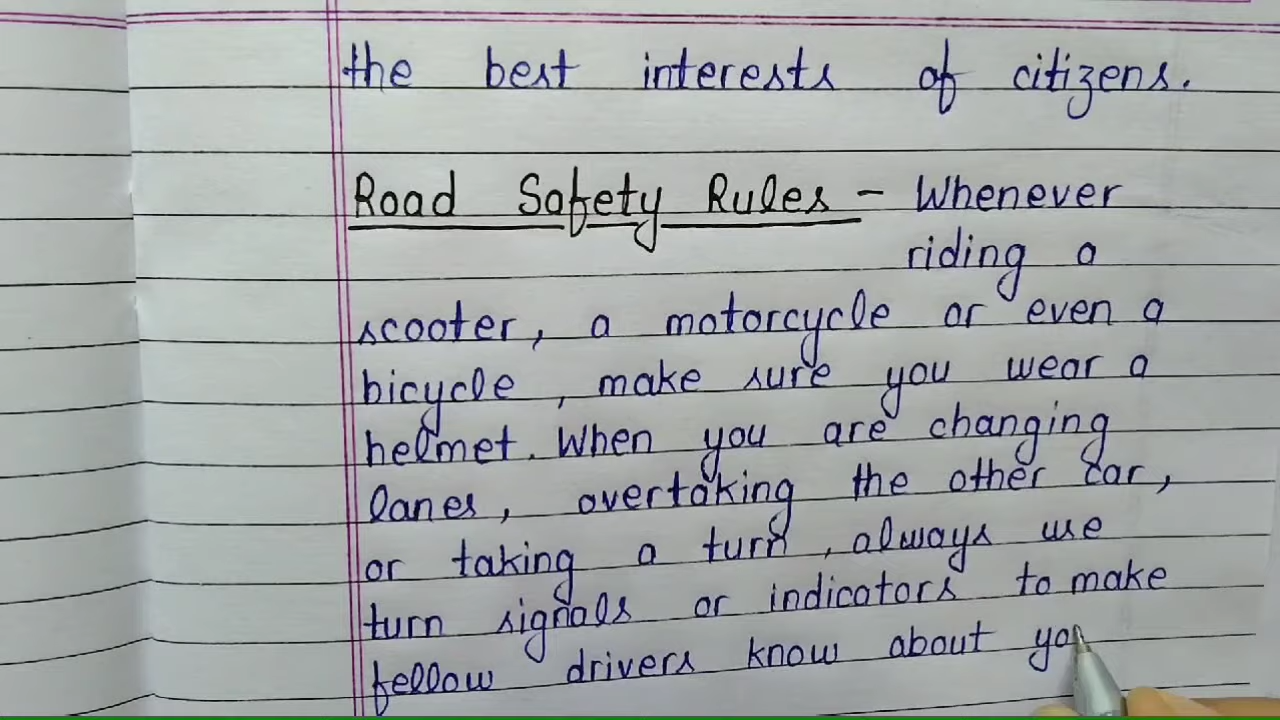 the best interests of citizens.
Road Safety Rules - Whenever
riding a
scooter, a motorcycle or even a
bicycle, make sure you wear a
helmet. When you are changing
lanes, overtaking the other car,
or taking a turn, always use
turn signals or indicators to make
fellow drivers know about yo